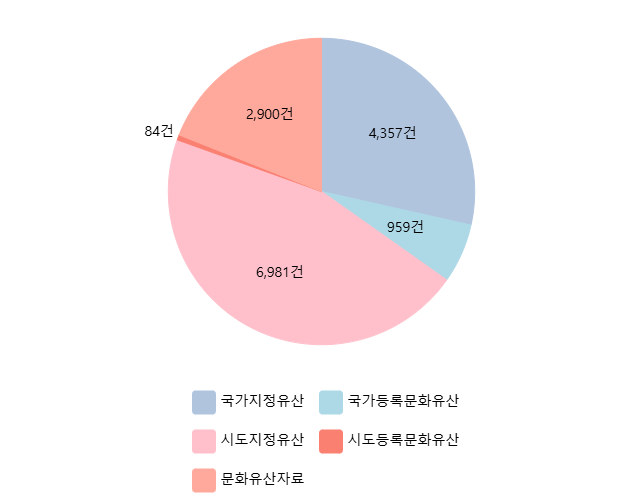 2,900건
84건
4,357건
959건
6,981건
국가지정유산 국가등록문화유산
시도지정유산 시도등록문화유산
문화유산자료